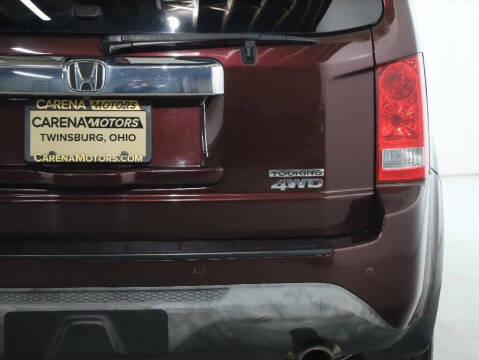 CARENA MOTORS
CARENA MOTORS
TWINSBURG, OHIO
CARENAMOTORS.COM
TOURING
4WD